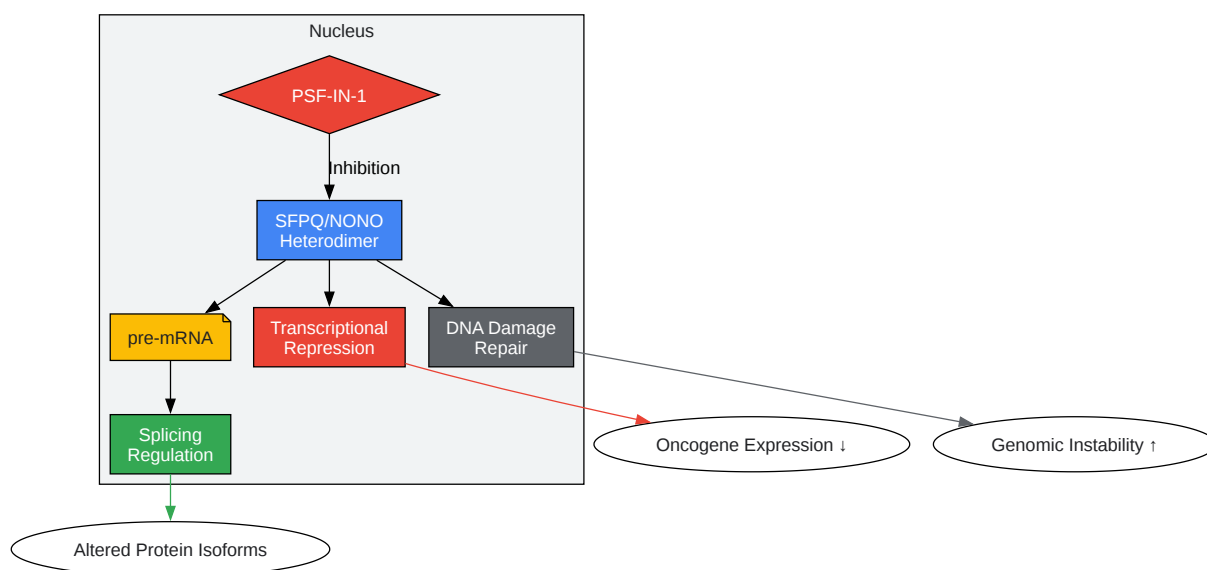 Nucleus
PSF-IN-1
Inhibition
SFPQ/NONO
Heterodimer
pre-mRNA
Transcriptional
Repression
DNA Damage
Repair
Splicing
Regulation
Oncogene Expression ↓
Genomic Instability ↑
Altered Protein Isoforms